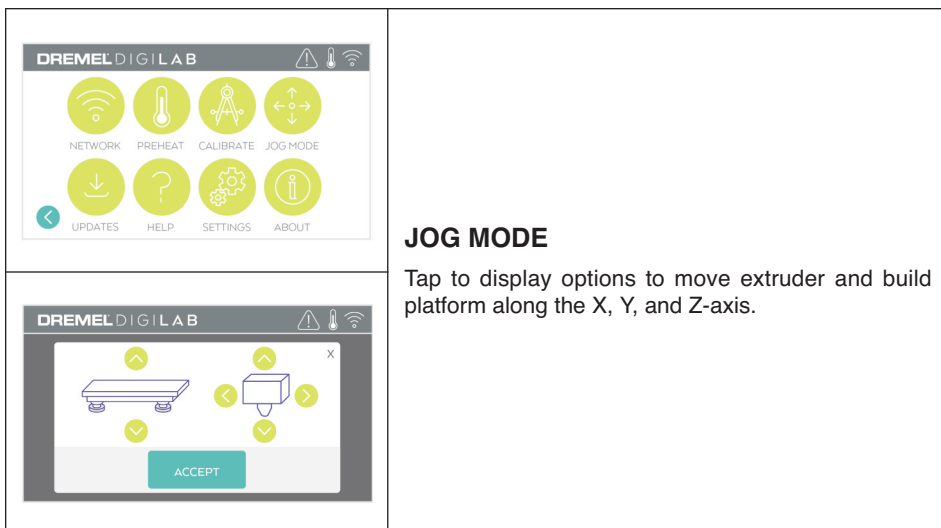 DREMEL DIGILAB
NETWORK PREHEAT CALIBRATE JOG MODE
UPDATES HELP SETTINGS ABOUT
JOG MODE
Tap to display options to move extruder and build
platform along the X, Y, and Z-axis.
DREMEL DIGILAB
X
ACCEPT